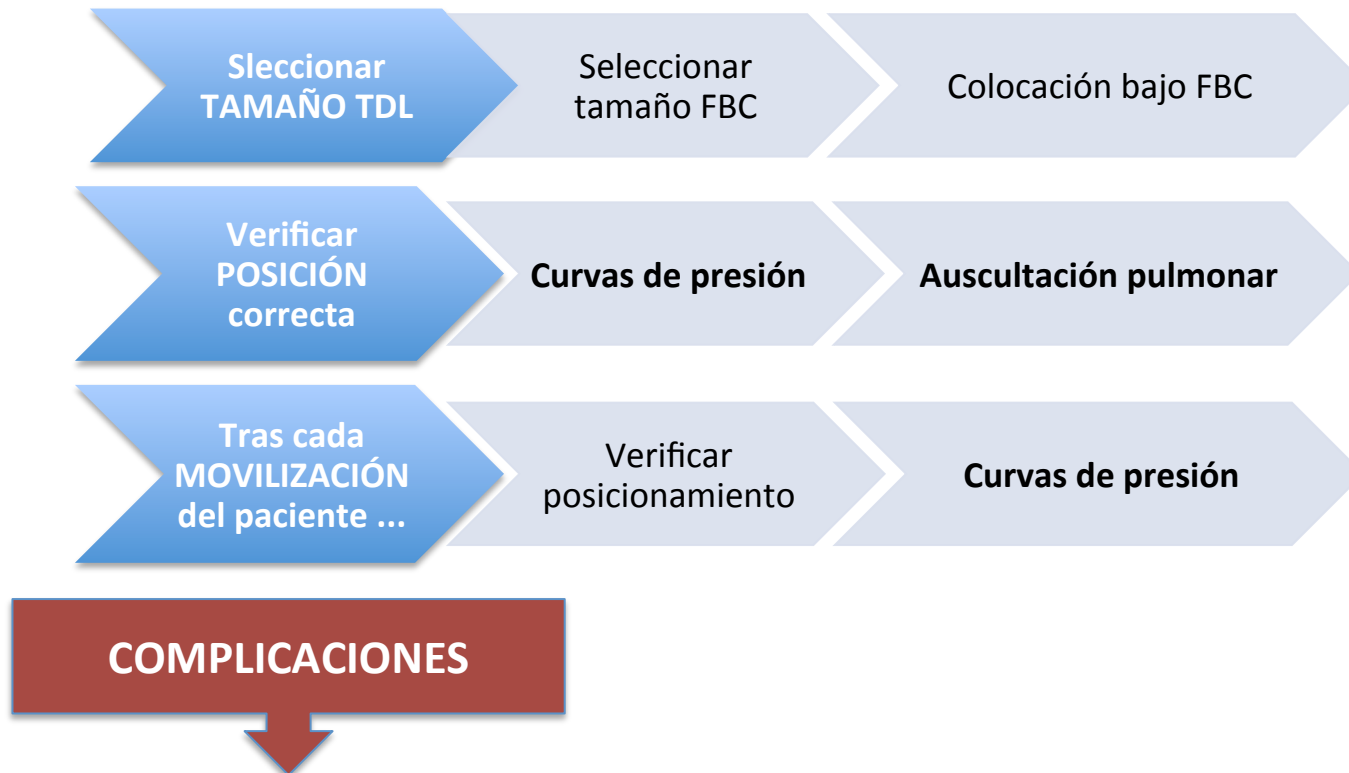 Sleccionar
TAMAÑO TDL
Seleccionar
tamaño FBC
Colocación bajo FBC
Verificar
POSICIÓN
correcta
Curvas de presión
Auscultación pulmonar
Tras cada
MOVILIZACIÓN
del paciente ...
Verificar
posicionamiento
Curvas de presión
COMPLICACIONES